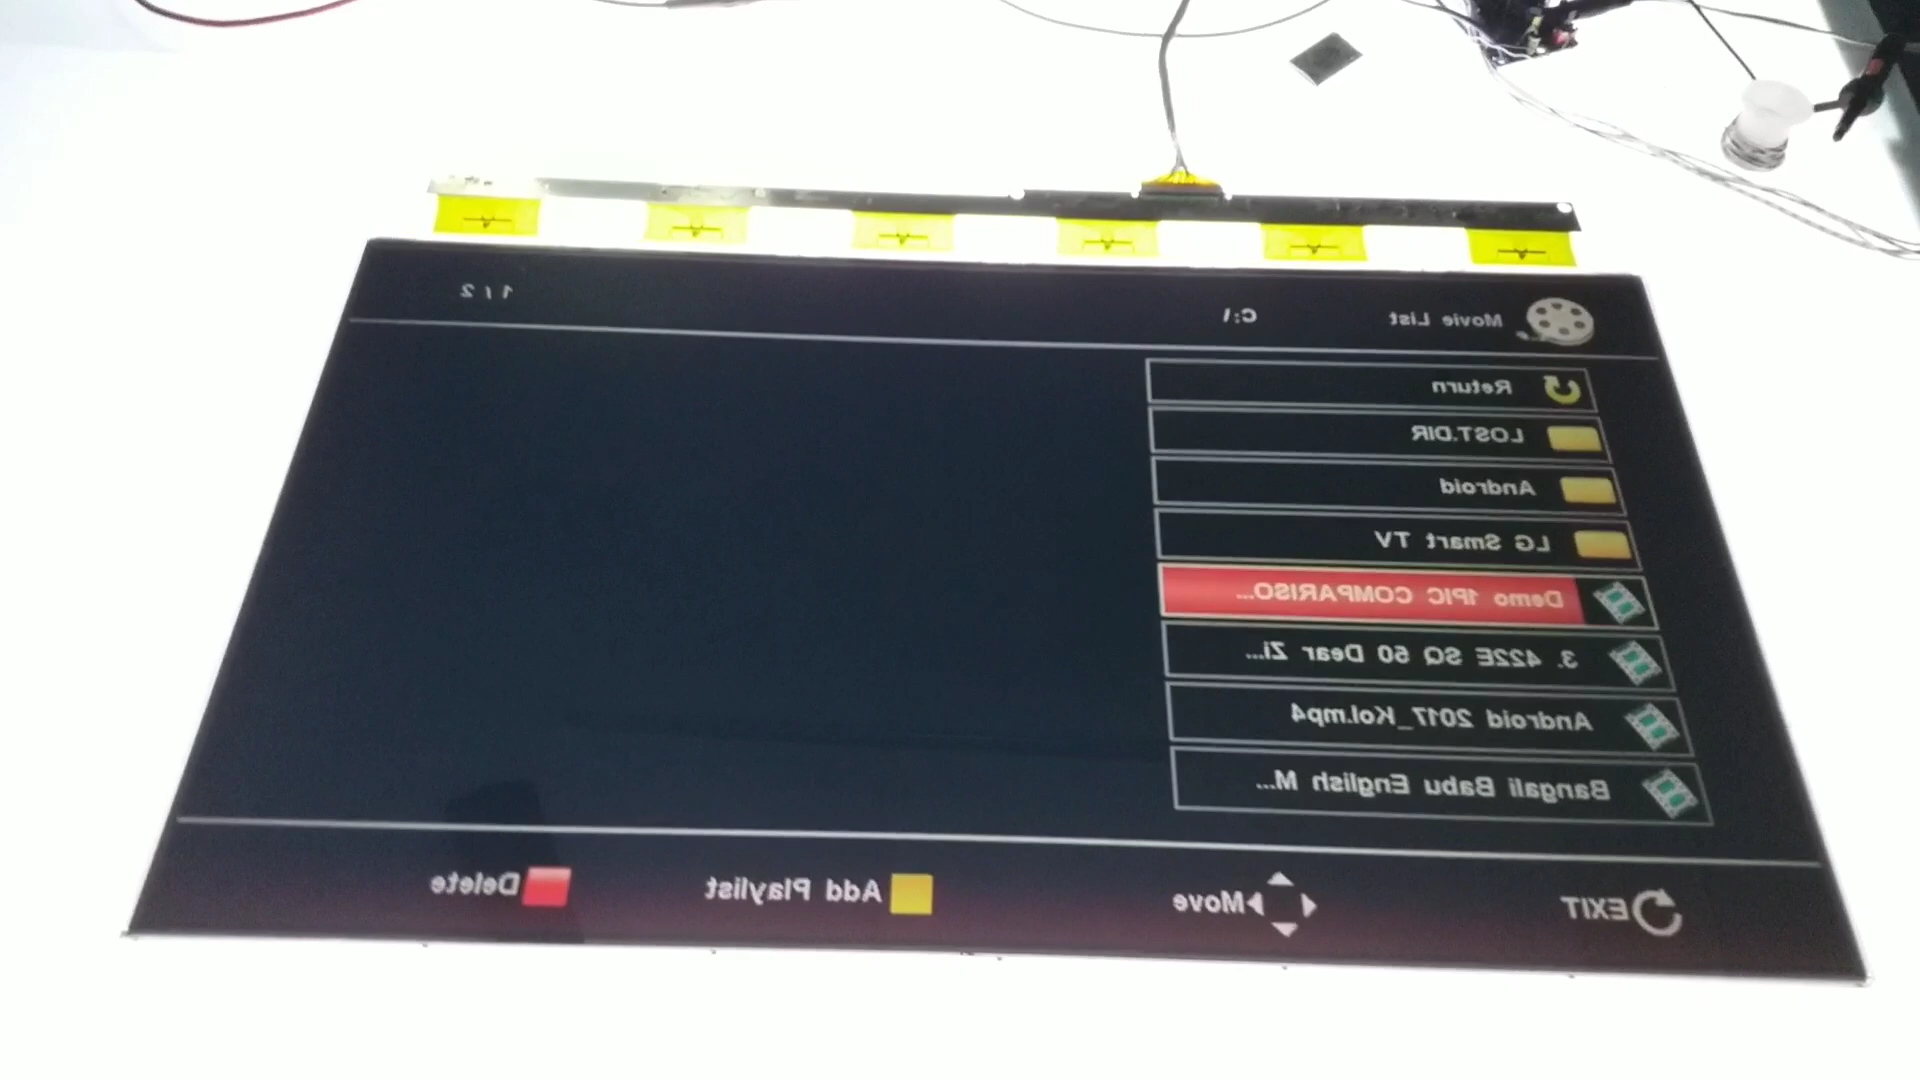 Movie List C:\ 1 / 2
Return
LOST.DIR
Android
LG Smart TV
Demo 1PIC COMPARISO...
3. 422E SQ 60 Dear Zi...
Android 2017_Kol.mp4
Bangali Babu English M...
EXIT Move Add Playlist Delete